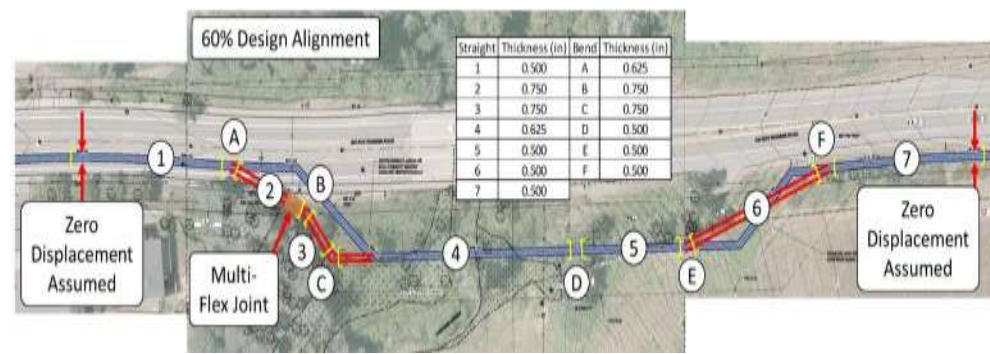 60% Design Alignment
Straight Thickness (in) Bend Thickness (in)
1 0.500 A 0.625
2 0.750 B 0.750
3 0.750 C 0.750
4 0.625 D 0.500
5 0.500 E 0.500
6 0.500 F 0.500
7 0.500
A
1
2
B
3
C
4
D
5
E
6
F
7
Zero
Displacement
Assumed
Multi-
Flex Joint
Zero
Displacement
Assumed